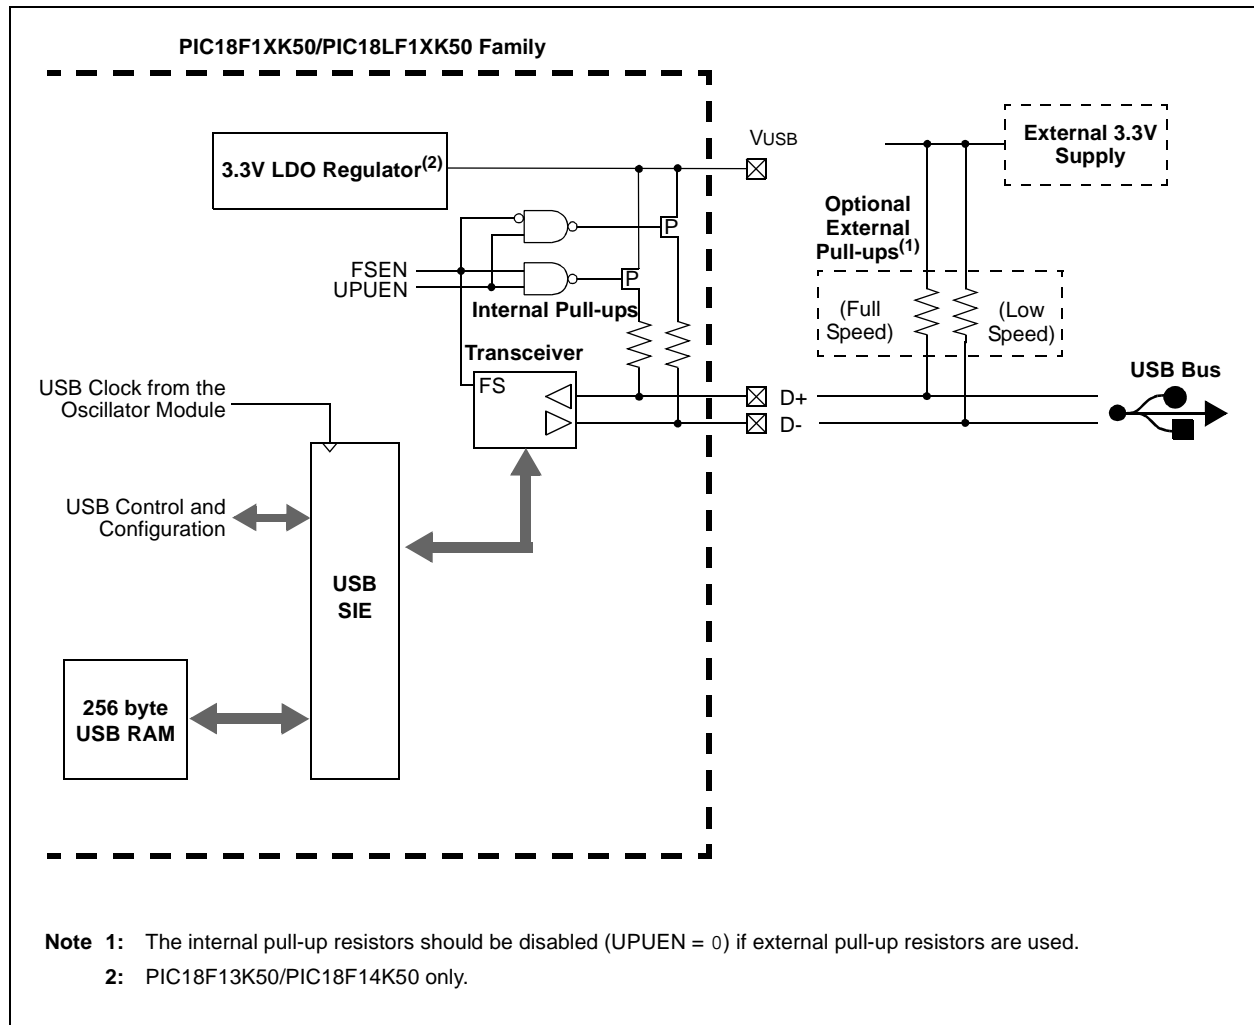 PIC18F1XK50/PIC18LF1XK50 Family
3.3V LDO Regulator(2)
VUSB
External 3.3V
Supply
P
Optional
External
Pull-ups(1)
FSEN
UPUEN
P
Internal Pull-ups
(Full
Speed)
(Low
Speed)
Transceiver
FS
USB Clock from the
Oscillator Module
D+
D-
USB Bus
USB Control and
Configuration
USB
SIE
256 byte
USB RAM
Note 1: The internal pull-up resistors should be disabled (UPUEN = 0) if external pull-up resistors are used.
2: PIC18F13K50/PIC18F14K50 only.